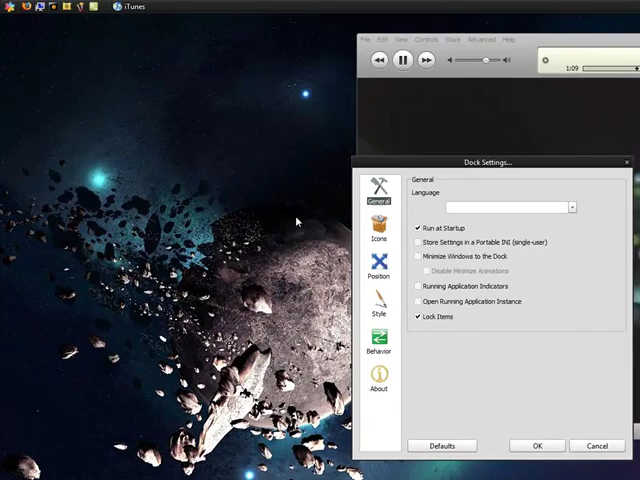 iTunes
File Edit View Controls Store Advanced Help
1:09
Dock Settings...
General
Icons
Position
Style
Behavior
About
General
Language
Run at Startup
Store Settings in a Portable INI (single-user)
Minimize Windows to the Dock
Disable Minimize Animations
Running Application Indicators
Open Running Application Instance
Lock Items
Defaults
OK
Cancel